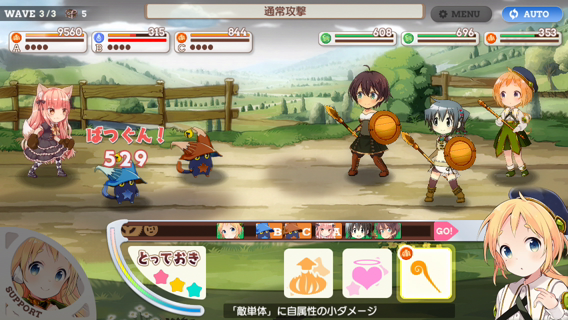 WAVE 3/3 5
通常攻撃
MENU
AUTO
9560
A
315
B
844
C
608
696
353
ばつぐん!
529
B C A GO!
とっておき
SUPPORT
「敵単体」に自属性の小ダメージ